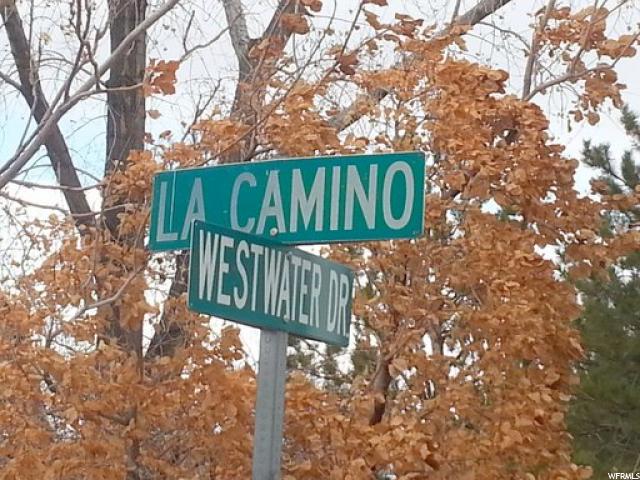 LA CAMINO
WESTWATER DR.
WFRMLS